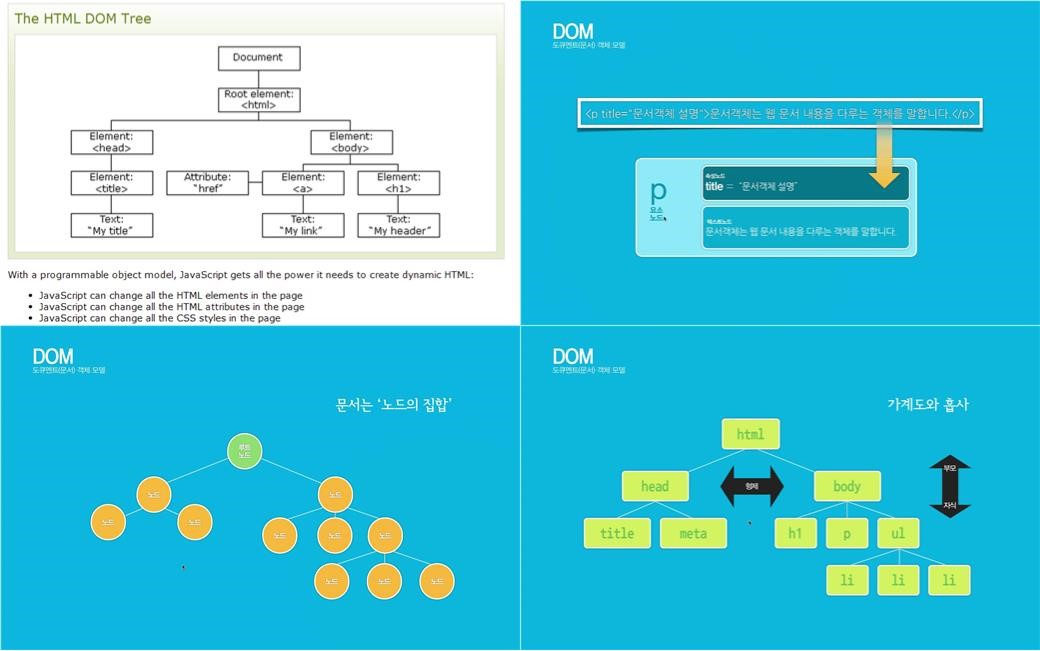 The HTML DOM Tree
Document
Root element:
<html>
Element:
<head>
Element:
<body>
Element:
<title>
Attribute:
"href"
Element:
<a>
Element:
<h1>
Text:
"My title"
Text:
"My link"
Text:
"My header"
With a programmable object model, JavaScript gets all the power it needs to create dynamic HTML:
• JavaScript can change all the HTML elements in the page
• JavaScript can change all the HTML attributes in the page
• JavaScript can change all the CSS styles in the page
DOM
도큐먼트(문서) 객체 모델
<p title="문서객체 설명">문서객체는 웹 문서 내용을 다루는 객체를 말합니다.</p>
p
요소
노드
속성노드
title = "문서객체 설명"
텍스트노드
문서객체는 웹 문서 내용을 다루는 객체를 말합니다.
DOM
도큐먼트(문서) 객체 모델
문서는 '노드의 집합'
루트
노드
노드
노드
노드
노드
노드
노드
노드
노드
노드
노드
DOM
도큐먼트(문서) 객체 모델
가계도와 흡사
html
head
형제
body
부모
자식
title
meta
h1
p
ul
li
li
li